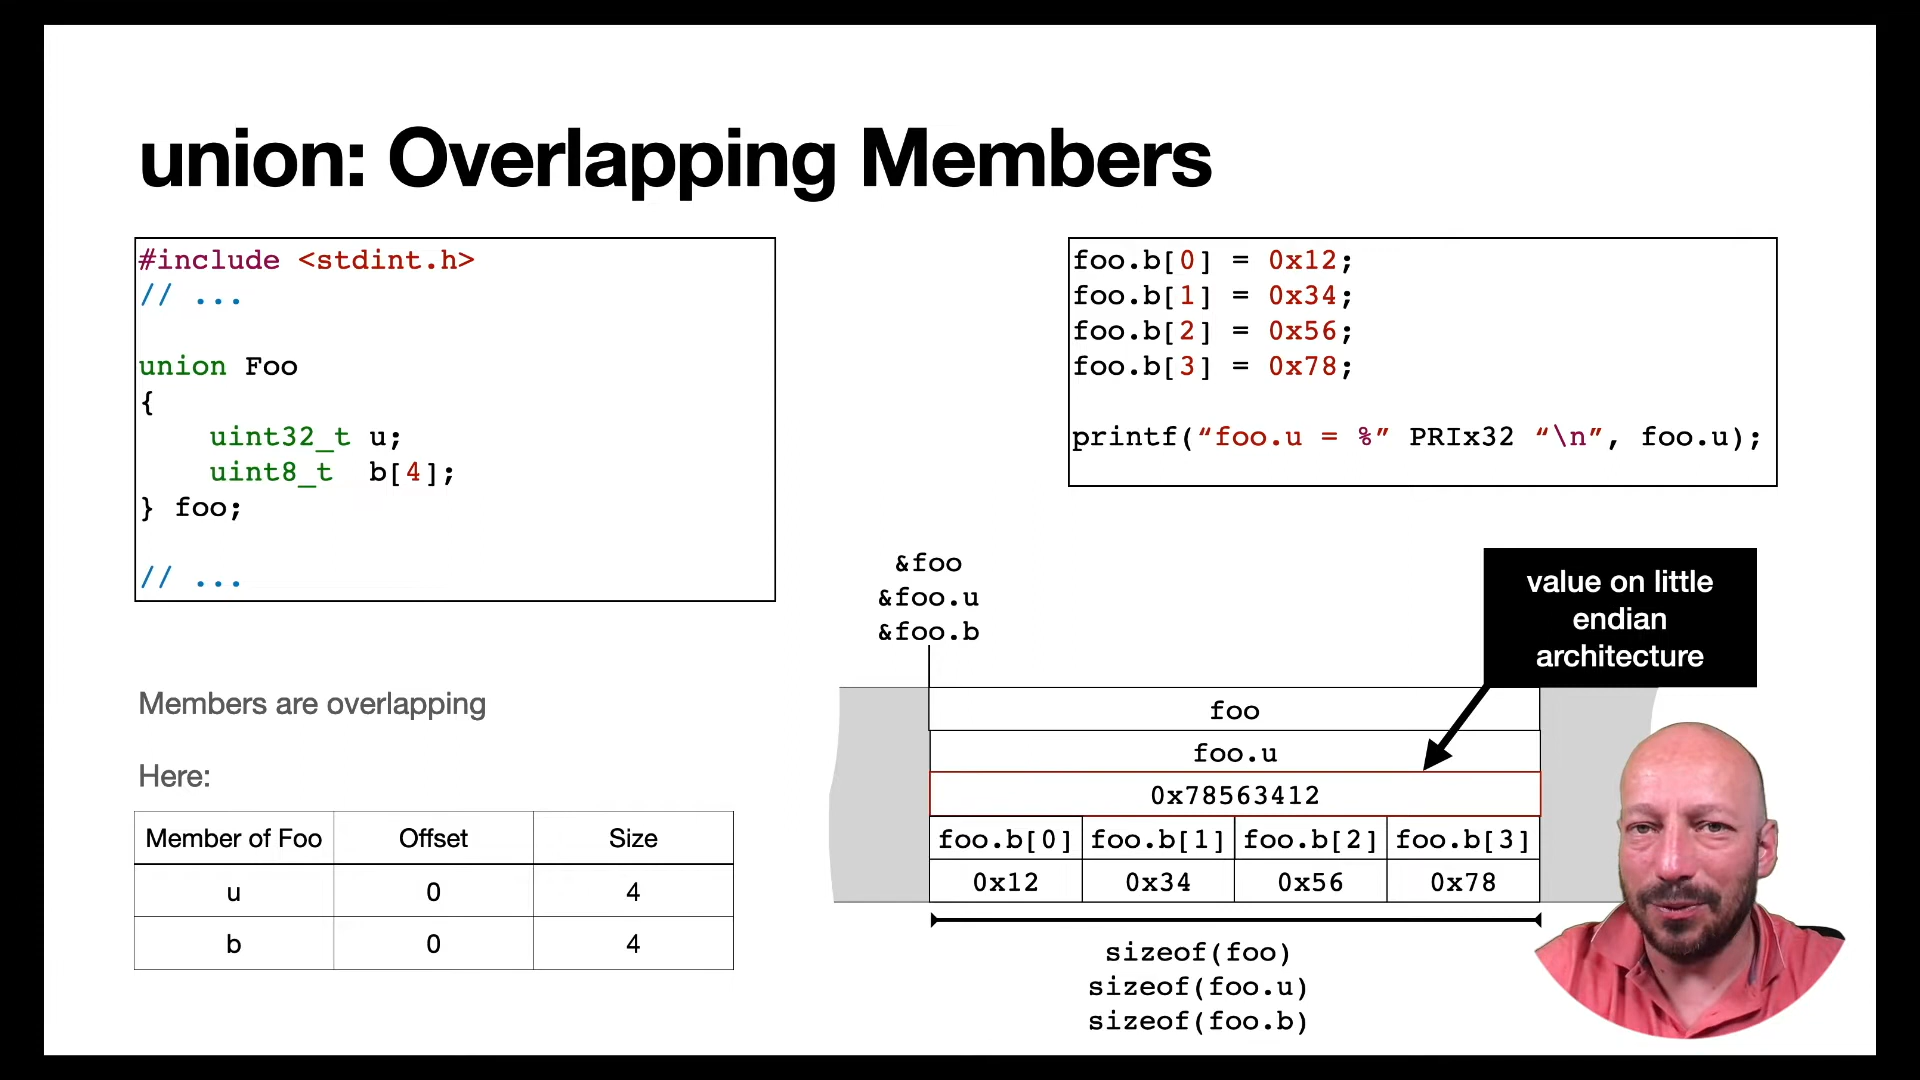 union: Overlapping Members
#include <stdint.h>
// ...
union Foo
{
    uint32_t u;
    uint8_t  b[4];
} foo;
// ...
foo.b[0] = 0x12;
foo.b[1] = 0x34;
foo.b[2] = 0x56;
foo.b[3] = 0x78;
printf(“foo.u = %” PRIx32 “\n”, foo.u);
Members are overlapping
Here:
Member of Foo Offset Size
u 0 4
b 0 4
&foo
&foo.u
&foo.b
value on little
endian
architecture
foo
foo.u
0x78563412
foo.b[0] foo.b[1] foo.b[2] foo.b[3]
0x12 0x34 0x56 0x78
sizeof(foo)
sizeof(foo.u)
sizeof(foo.b)